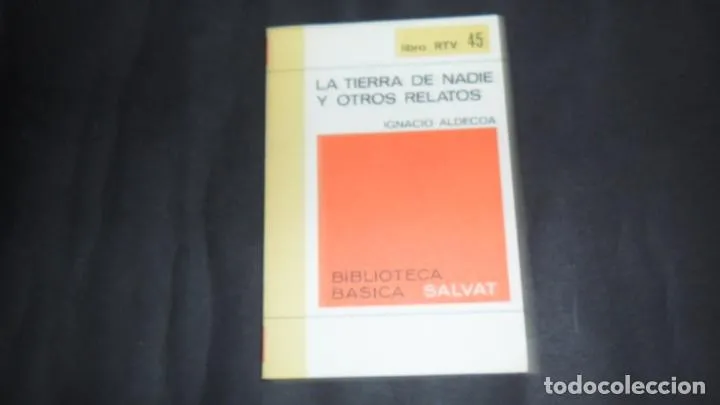 libro RTV 45
LA TIERRA DE NADIE
Y OTROS RELATOS
IGNACIO ALDECOA
BIBLIOTECA
BASICA SALVAT
todocoleccion